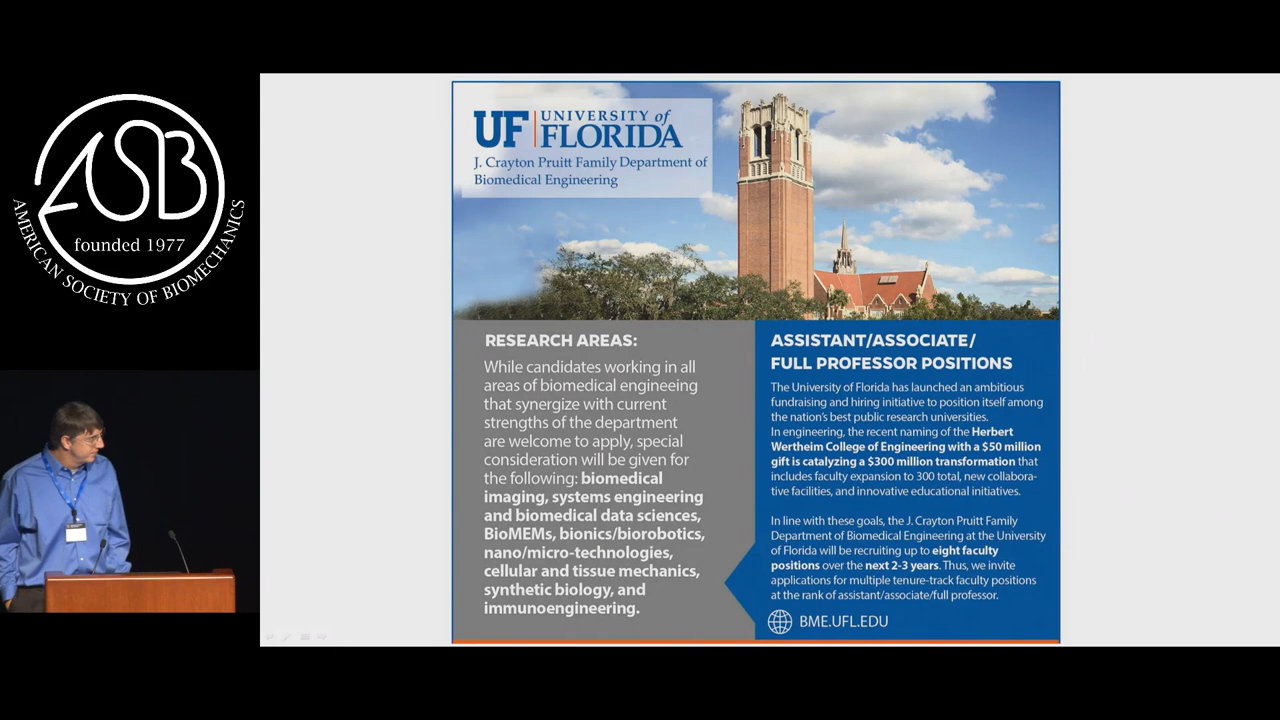 ASB
founded 1977
AMERICAN SOCIETY OF BIOMECHANICS
UF UNIVERSITY of
FLORIDA
J. Crayton Pruitt Family Department of
Biomedical Engineering
RESEARCH AREAS:
While candidates working in all
areas of biomedical engineeing
that synergize with current
strengths of the department
are welcome to apply, special
consideration will be given for
the following: biomedical
imaging, systems engineering
and biomedical data sciences,
BioMEMs, bionics/biorobotics,
nano/micro-technologies,
cellular and tissue mechanics,
synthetic biology, and
immunoengineering.
ASSISTANT/ASSOCIATE/
FULL PROFESSOR POSITIONS
The University of Florida has launched an ambitious
fundraising and hiring initiative to position itself among
the nation's best public research universities.
In engineering, the recent naming of the Herbert
Wertheim College of Engineering with a $50 million
gift is catalyzing a $300 million transformation that
includes faculty expansion to 300 total, new collabora-
tive facilities, and innovative educational initiatives.
In line with these goals, the J. Crayton Pruitt Family
Department of Biomedical Engineering at the University
of Florida will be recruiting up to eight faculty
positions over the next 2-3 years. Thus, we invite
applications for multiple tenure-track faculty positions
at the rank of assistant/associate/full professor.
BME.UFL.EDU